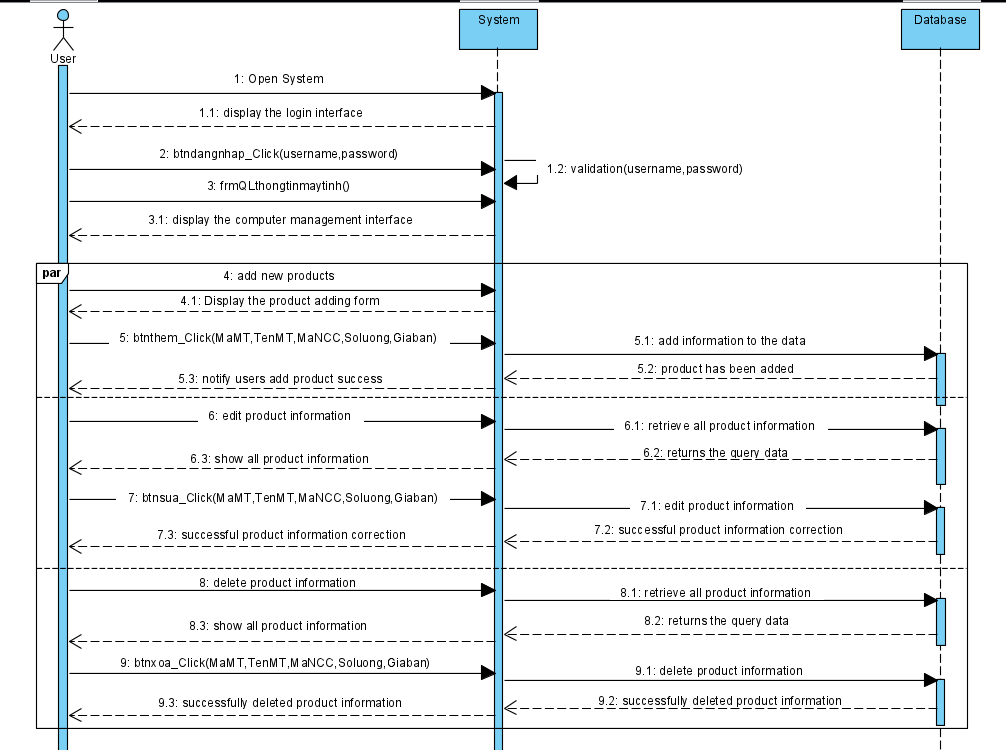 System
Database
User
1: Open System
1.1: display the login interface
2: btndangnhap_Click(username,password)
1.2: validation(username,password)
3: frmQLthongtinmaytinh()
3.1: display the computer management interface
par
4: add new products
4.1: Display the product adding form
5: btnthem_Click(MaMT,TenMT,MaNCC,Soluong,Giaban)
5.1: add information to the data
5.2: product has been added
5.3: notify users add product success
6: edit product information
6.1: retrieve all product information
6.2: returns the query data
6.3: show all product information
7: btnsua_Click(MaMT,TenMT,MaNCC,Soluong,Giaban)
7.1: edit product information
7.2: successful product information correction
7.3: successful product information correction
8: delete product information
8.1: retrieve all product information
8.2: returns the query data
8.3: show all product information
9: btnxoa_Click(MaMT,TenMT,MaNCC,Soluong,Giaban)
9.1: delete product information
9.2: successfully deleted product information
9.3: successfully deleted product information